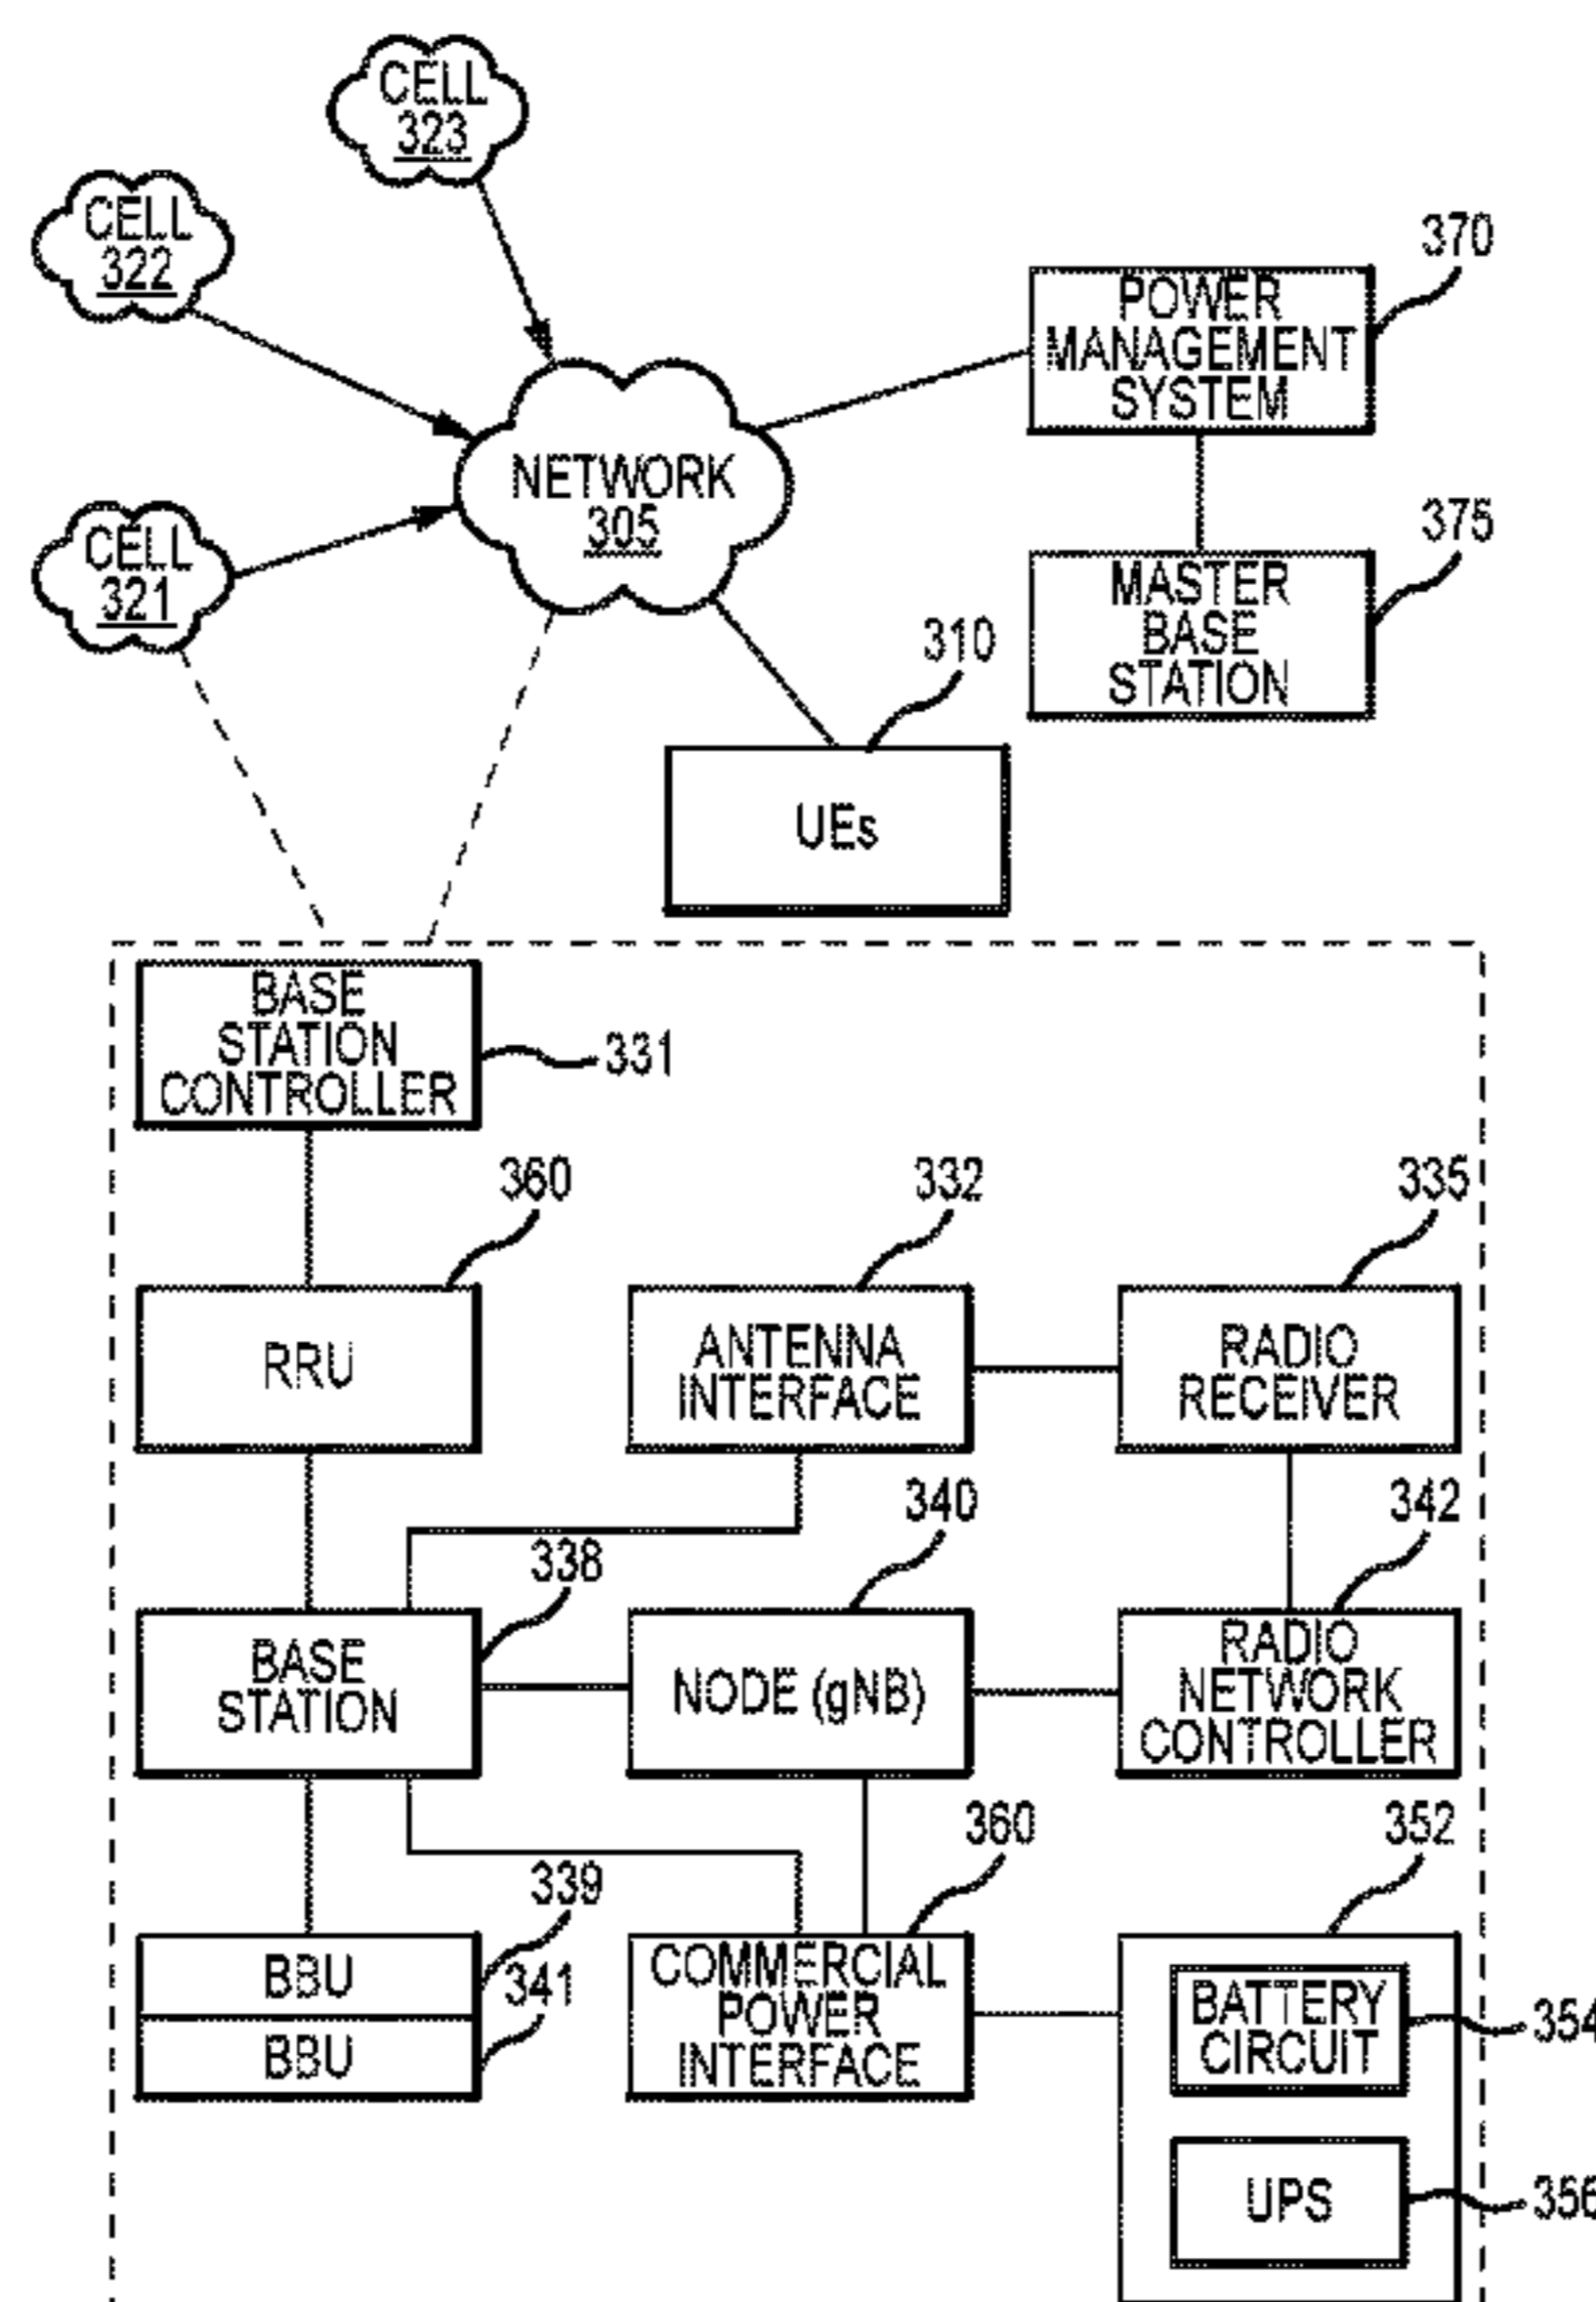 CELL
323
CELL
322
370
POWER
MANAGEMENT
SYSTEM
NETWORK
305
375
CELL
321
MASTER
BASE
STATION
310
UEs
BASE
STATION
CONTROLLER
331
360
332
335
RRU
ANTENNA
INTERFACE
RADIO
RECEIVER
340
342
338
BASE
STATION
NODE (gNB)
RADIO
NETWORK
CONTROLLER
360
352
339
BBU
341
BBU
COMMERCIAL
POWER
INTERFACE
BATTERY
CIRCUIT
354
UPS
356